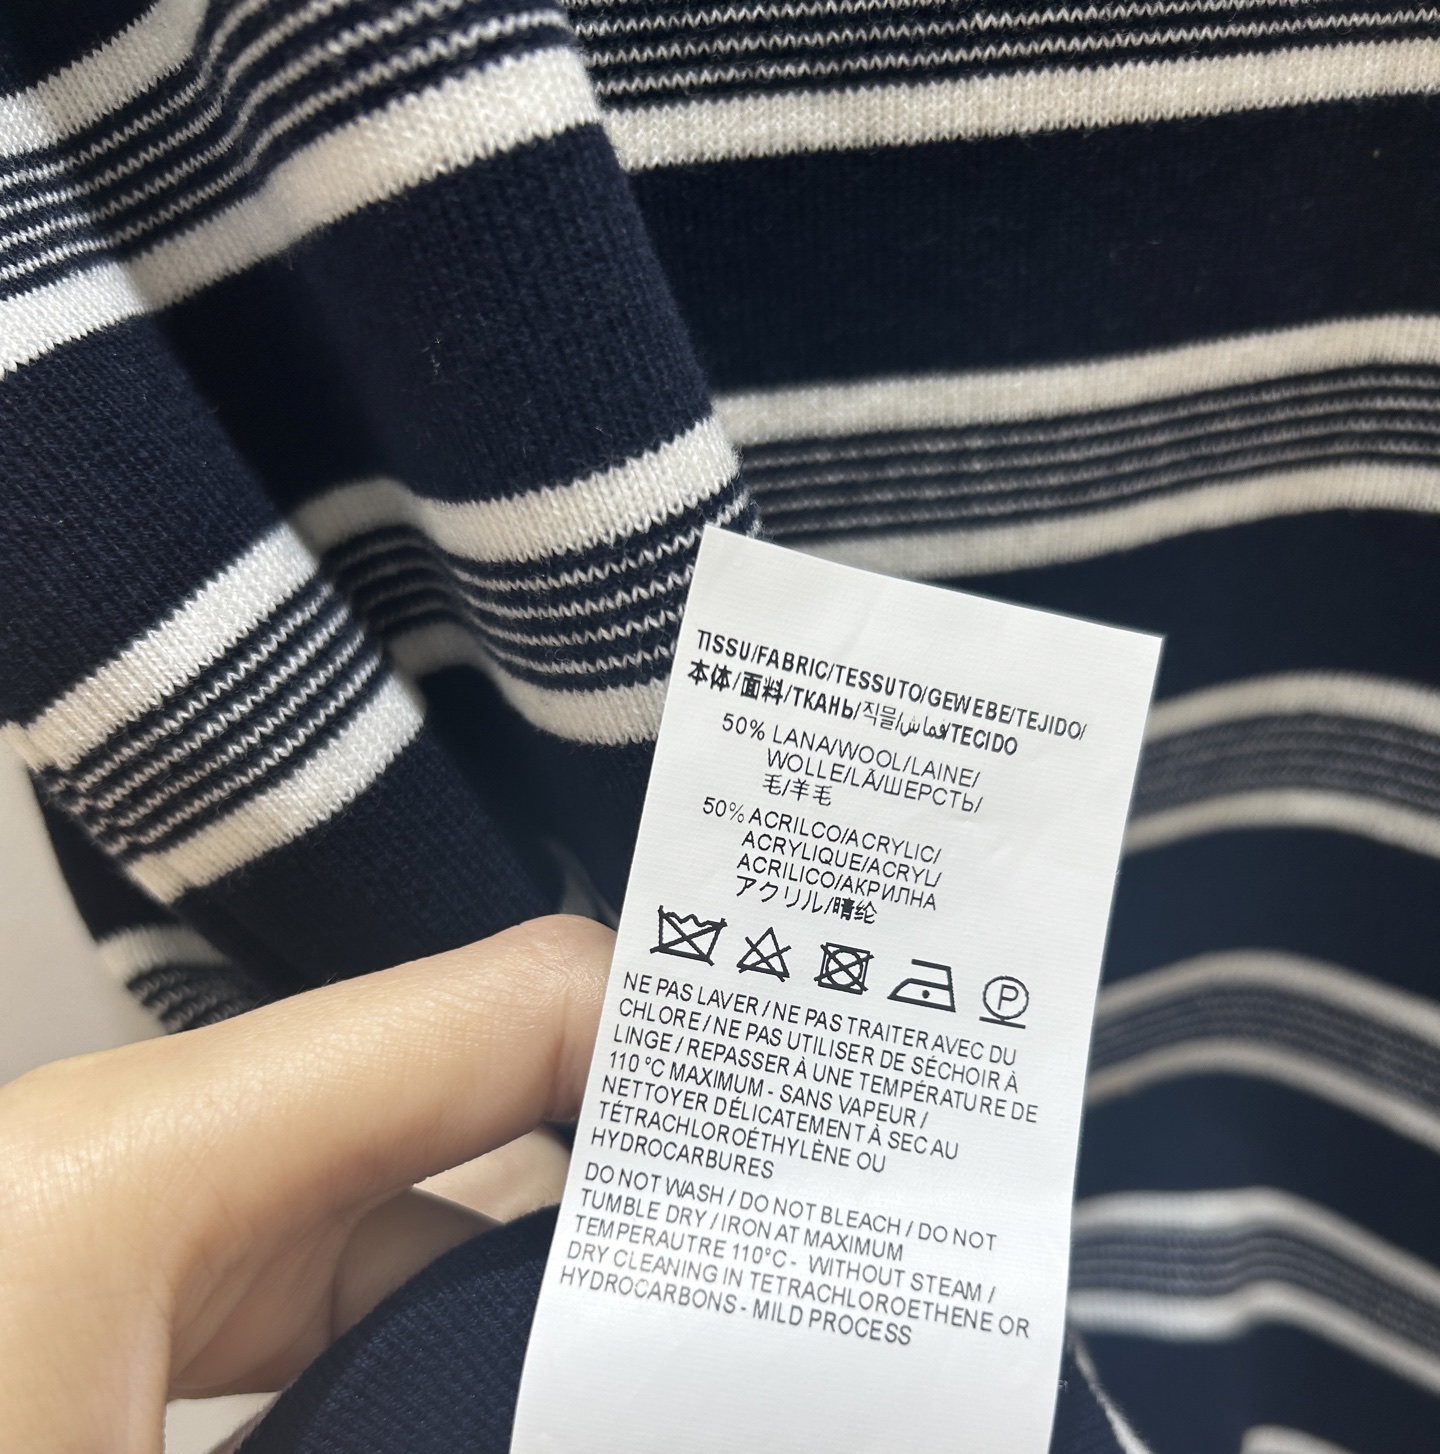 TISSU/FABRIC/TESSUTO/GEWEBE/TEJIDO/
本体/面料/ТКАНЬ/직물/قماش/TECIDO
50% LANA/WOOL/LAINE/
WOLLE/LÃ/ШЕРСТЬ/
毛/羊毛
50% ACRILCO/ACRYLIC/
ACRYLIQUE/ACRYL/
ACRILICO/АКРИЛНА
アクリル/晴纶
P
NE PAS LAVER / NE PAS TRAITER AVEC DU
CHLORE / NE PAS UTILISER DE SÉCHOIR À
LINGE / REPASSER À UNE TEMPÉRATURE DE
110 °C MAXIMUM - SANS VAPEUR /
NETTOYER DÉLICATEMENT À SEC AU
TÉTRACHLOROÉTHYLÈNE OU
HYDROCARBURES
DO NOT WASH / DO NOT BLEACH / DO NOT
TUMBLE DRY / IRON AT MAXIMUM
TEMPERAUTRE 110°C - WITHOUT STEAM /
DRY CLEANING IN TETRACHLOROETHENE OR
HYDROCARBONS - MILD PROCESS